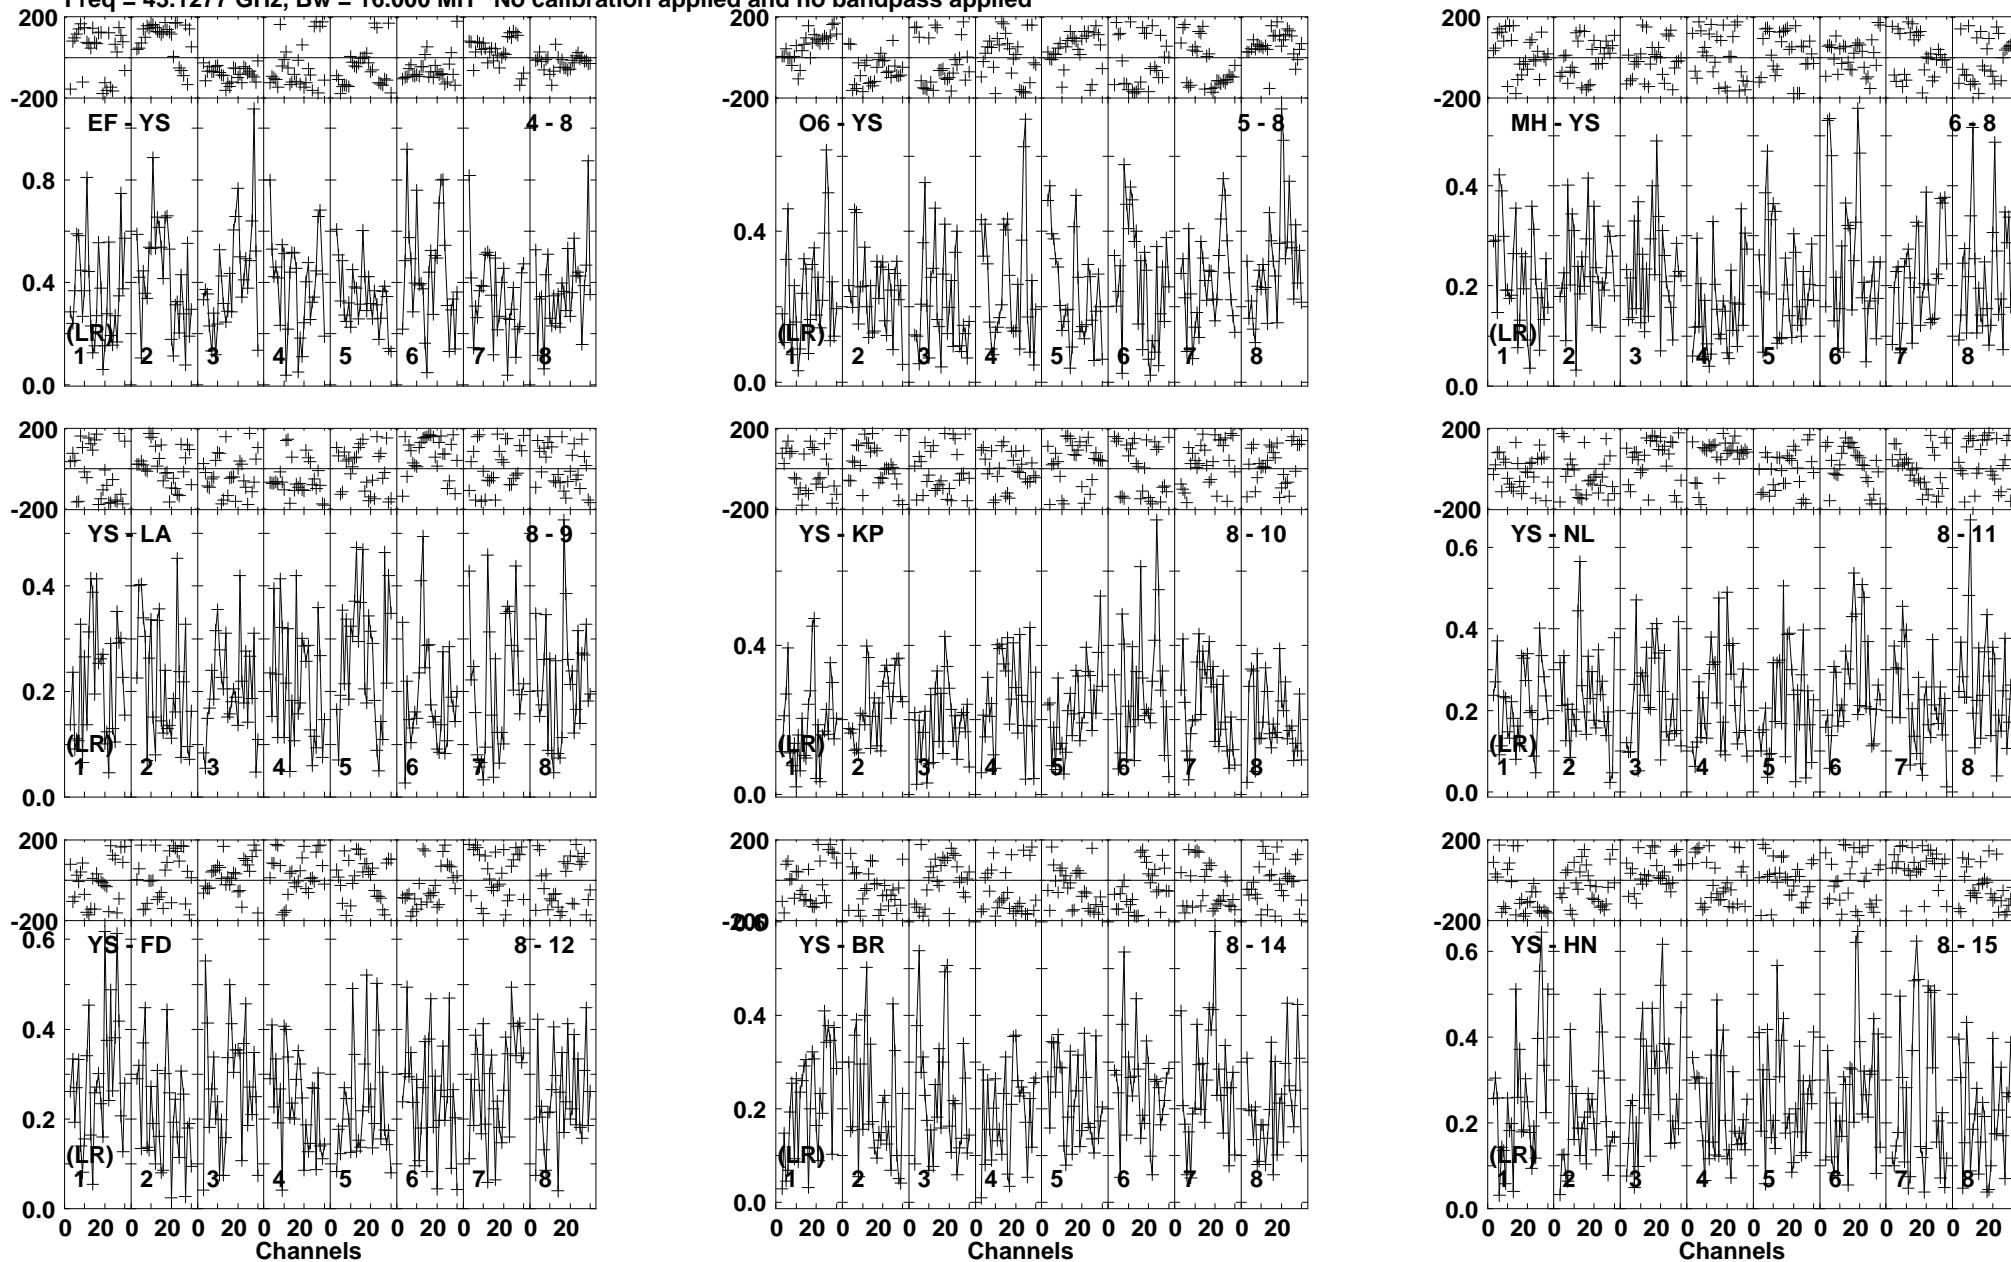 Freq = 43.1277 GHz, Bw = 16.000 MH No calibration applied and no bandpass applied
200 200 200
-200 -200 -200
EF - YS 4 - 8 O6 - YS 5 - 8 MH - YS 6 - 8
0.8 0.4 0.4
0.4 0.2
(LR) (LR) (LR)
1 2 3 4 5 6 7 8 1 2 3 4 5 6 7 8 1 2 3 4 5 6 7 8
0.0 0.0 0.0
200 200 200
-200 -200 -200
YS - LA 8 - 9 YS - KP 8 - 10 YS - NL 8 - 11
0.4 0.4 0.6
0.2 0.4
0.2
(LR) (LR) (LR)
1 2 3 4 5 6 7 8 1 2 3 4 5 6 7 8 1 2 3 4 5 6 7 8
0.0 0.0 0.0
200 200 200
-200 -200 0.6 -200
YS - FD 8 - 12 YS - BR 8 - 14 YS - HN 8 - 15
0.6 0.4 0.6
0.4 0.2 0.4
0.2 0.2
(LR) (LR) (LR)
1 2 3 4 5 6 7 8 1 2 3 4 5 6 7 8 1 2 3 4 5 6 7 8
0.0 0.0 0.0
0 20 0 20 0 20 0 20 0 20 0 20 0 20 0 20 0 20 0 20 0 20 0 20 0 20 0 20 0 20 0 20 0 20 0 20 0 20 0 20 0 20 0 20 0 20 0 20
Channels Channels Channels